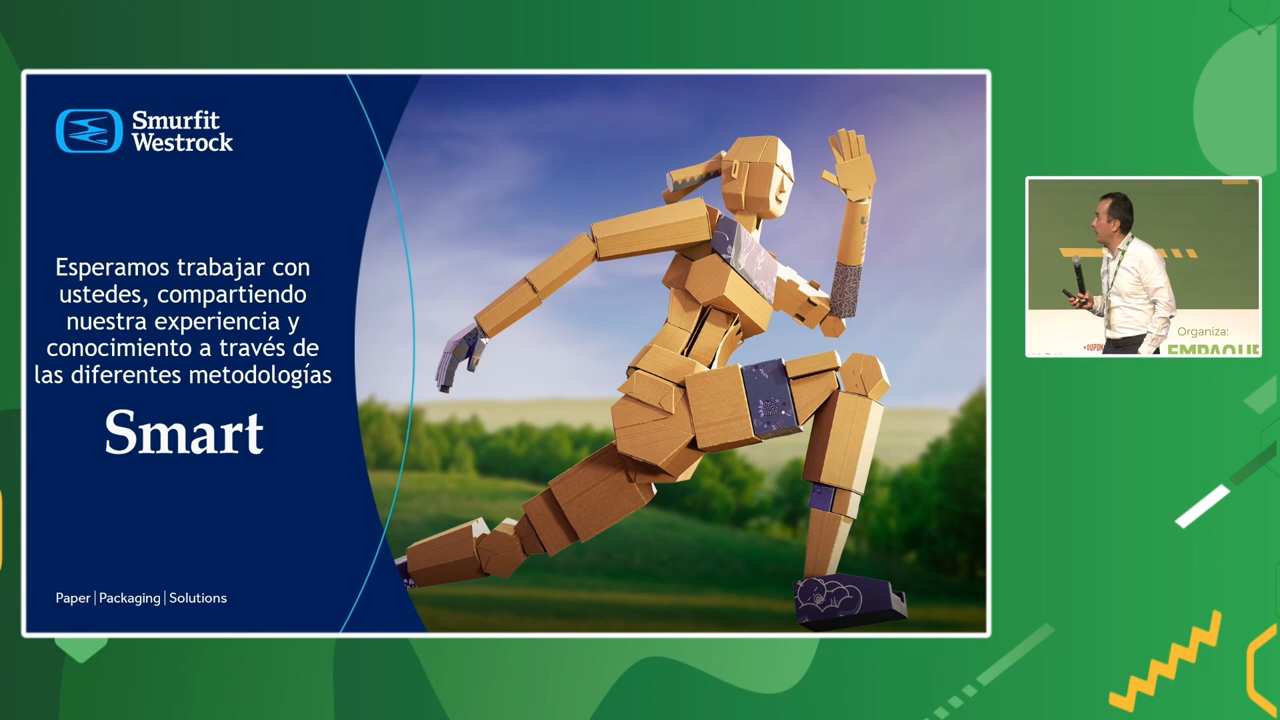 Smurfit
Westrock
Esperamos trabajar con
ustedes, compartiendo
nuestra experiencia y
conocimiento a través de
las diferentes metodologías
Smart
Paper | Packaging | Solutions
Organiza:
EMPAQUE